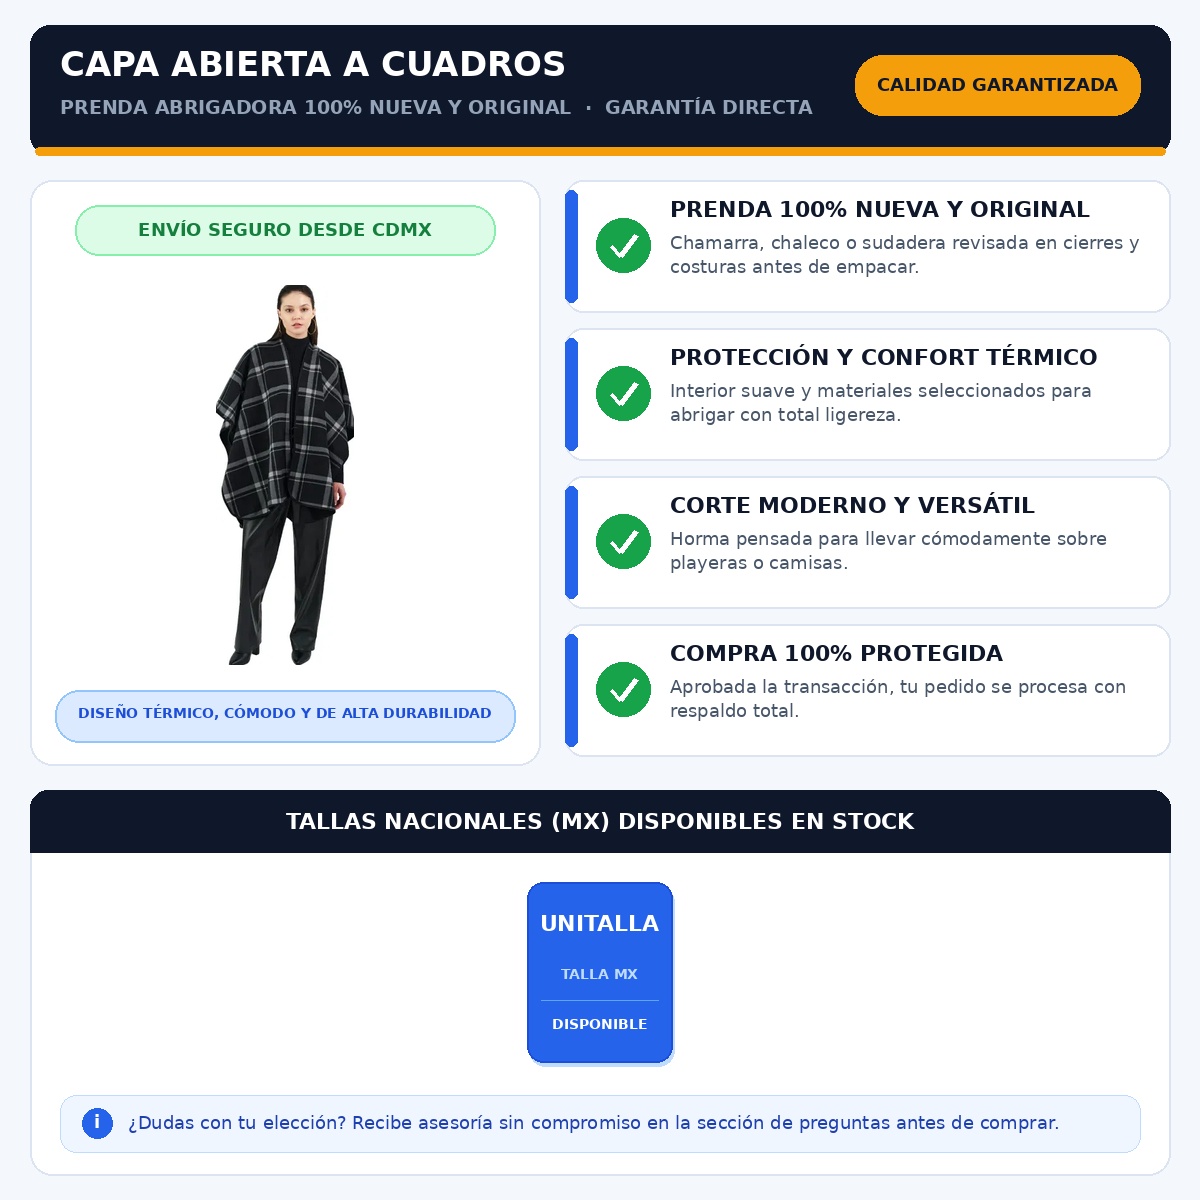 CAPA ABIERTA A CUADROS
PRENDA ABRIGADORA 100% NUEVA Y ORIGINAL · GARANTÍA DIRECTA
CALIDAD GARANTIZADA
ENVÍO SEGURO DESDE CDMX
DISEÑO TÉRMICO, CÓMODO Y DE ALTA DURABILIDAD
PRENDA 100% NUEVA Y ORIGINAL
Chamarra, chaleco o sudadera revisada en cierres y
costuras antes de empacar.
PROTECCIÓN Y CONFORT TÉRMICO
Interior suave y materiales seleccionados para
abrigar con total ligereza.
CORTE MODERNO Y VERSÁTIL
Horma pensada para llevar cómodamente sobre
playeras o camisas.
COMPRA 100% PROTEGIDA
Aprobada la transacción, tu pedido se procesa con
respaldo total.
TALLAS NACIONALES (MX) DISPONIBLES EN STOCK
UNITALLA
TALLA MX
DISPONIBLE
i ¿Dudas con tu elección? Recibe asesoría sin compromiso en la sección de preguntas antes de comprar.